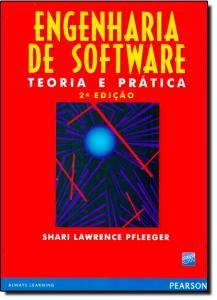 ENGENHARIA
DE SOFTWARE
TEORIA E PRÁTICA
2ª EDIÇÃO
SHARI LAWRENCE PFLEEGER
ALWAYS LEARNING
PEARSON